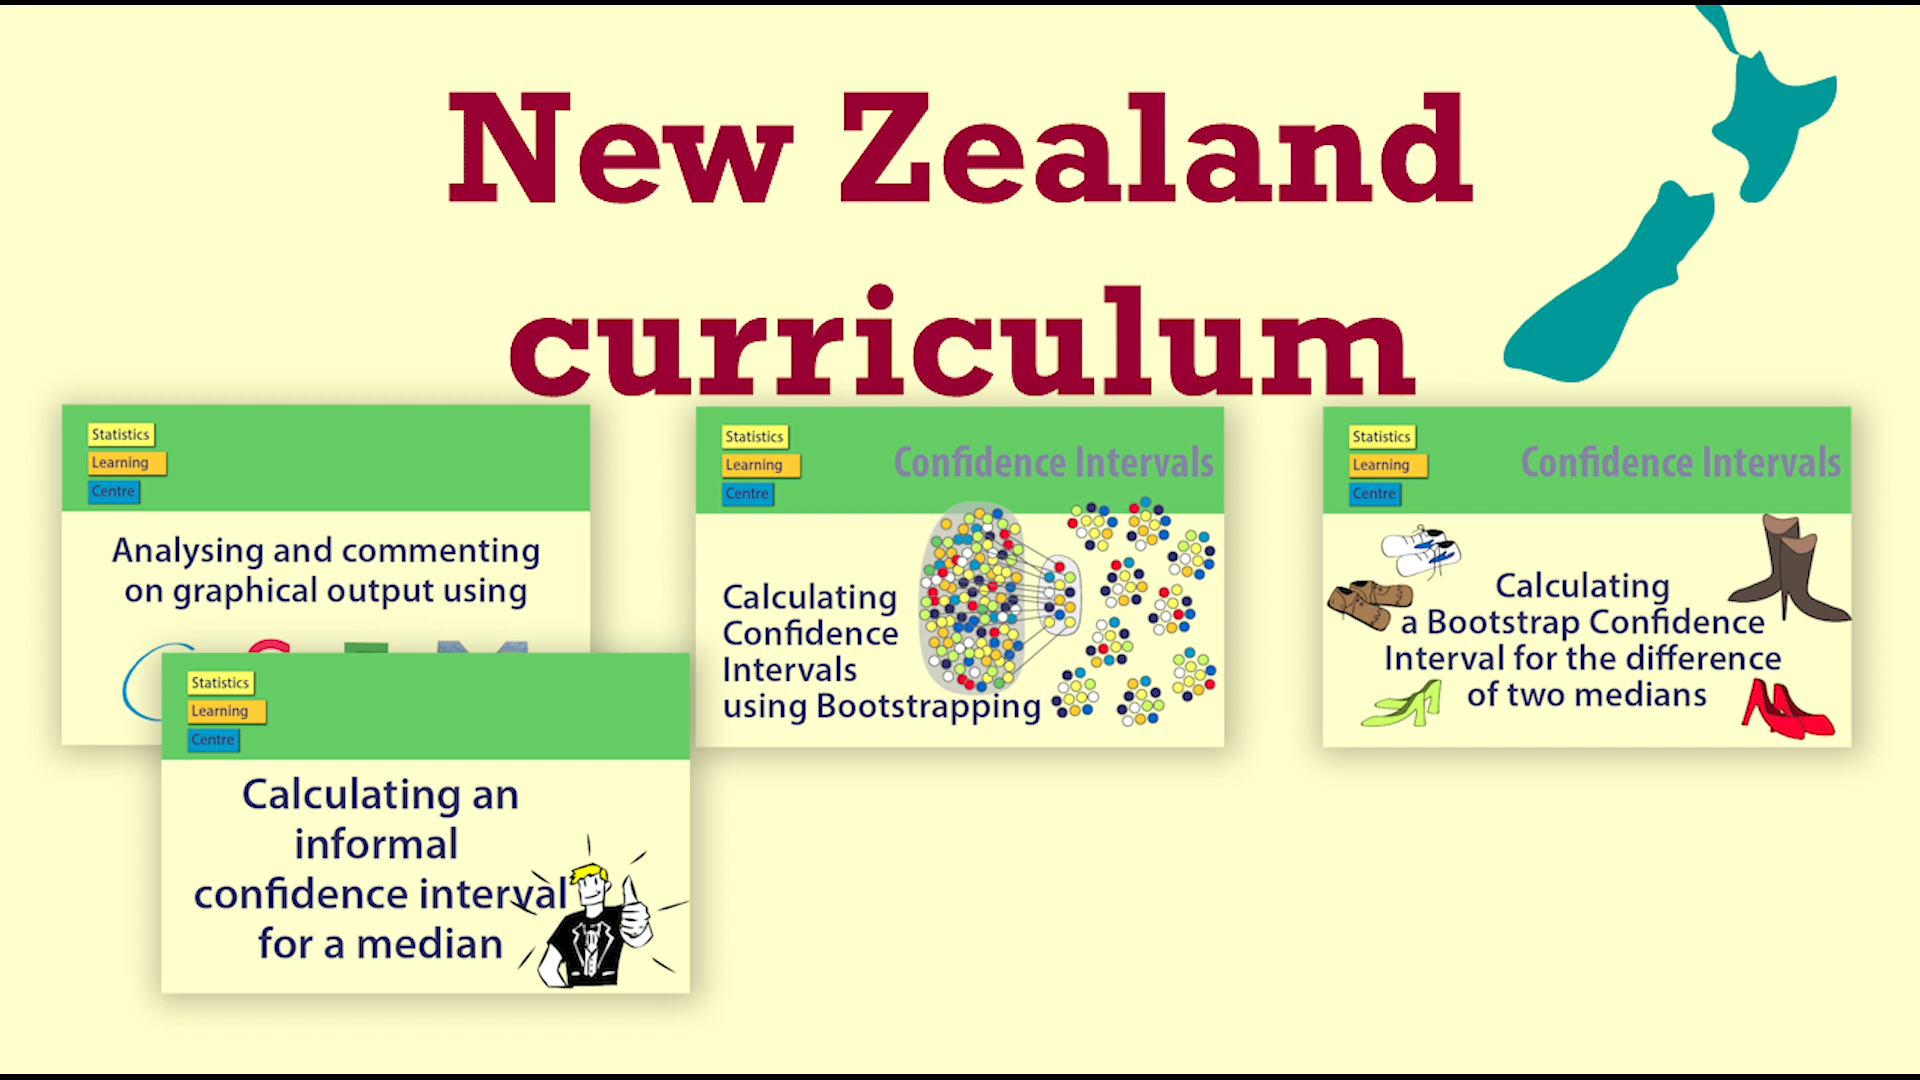 New Zealand
curriculum
Statistics
Learning
Centre
Analysing and commenting
on graphical output using
Statistics
Learning
Centre
Calculating an
informal
confidence interval
for a median
Statistics
Learning
Centre
Confidence Intervals
Calculating
Confidence
Intervals
using Bootstrapping
Statistics
Learning
Centre
Confidence Intervals
Calculating
a Bootstrap Confidence
Interval for the difference
of two medians